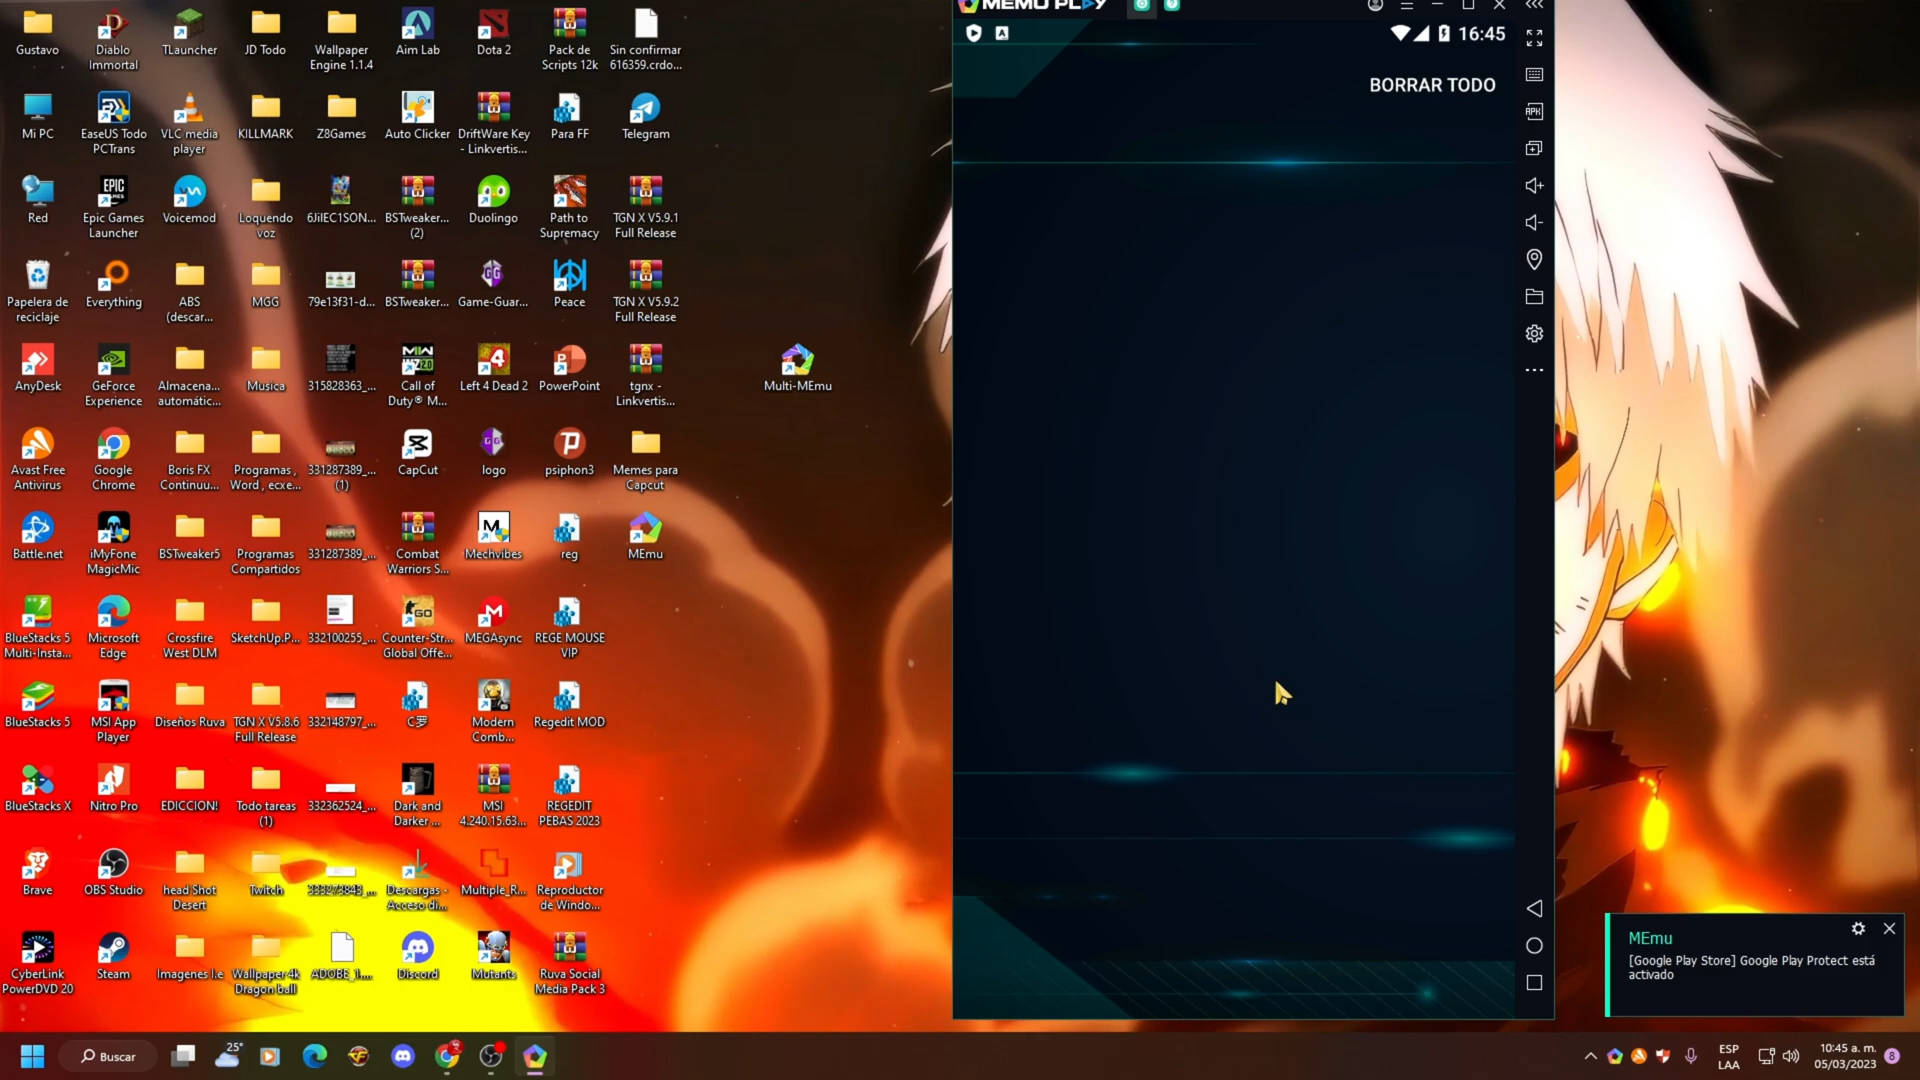 Gustavo
Diablo
Immortal
TLauncher
JD Todo
Wallpaper
Engine 1.1.4
Aim Lab
Dota 2
Pack de
Scripts 12k
Sin confirmar
616359.crdo...
Mi PC
EaseUS Todo
PCTrans
VLC media
player
KILLMARK
Z8Games
Auto Clicker
DriftWare Key
- Linkvertis...
Para FF
Telegram
Red
Epic Games
Launcher
Voicemod
Loquendo
voz
6JiIEC1SON...
BSTweaker...
(2)
Duolingo
Path to
Supremacy
TGN X V5.9.1
Full Release
Papelera de
reciclaje
Everything
ABS
(descar...
MGG
79e13f31-d...
BSTweaker...
Game-Guar...
Peace
TGN X V5.9.2
Full Release
AnyDesk
GeForce
Experience
Almacena...
automátic...
Musica
315828363_...
Call of
Duty® M...
Left 4 Dead 2
PowerPoint
tgnx -
Linkvertis...
Multi-MEmu
Avast Free
Antivirus
Google
Chrome
Boris FX
Continuu...
Programas ,
Word , ecxe...
331287389_...
(1)
CapCut
logo
psiphon3
Memes para
Capcut
Battle.net
iMyFone
MagicMic
BSTweaker5
Programas
Compartidos
331287389_...
Combat
Warriors S...
Mechvibes
reg
MEmu
BlueStacks 5
Multi-Insta...
Microsoft
Edge
Crossfire
West DLM
SketchUp.P...
332100255_...
Counter-Str...
Global Offe...
MEGAsync
REGE MOUSE
VIP
BlueStacks 5
MSI App
Player
Diseños Ruva
TGN X V5.8.6
Full Release
332148797_...
C罗
Modern
Comb...
Regedit MOD
BlueStacks X
Nitro Pro
EDICCION!
Todo tareas
(1)
332362524_...
Dark and
Darker ...
MSI
4.240.15.63...
REGEDIT
PEBAS 2023
Brave
OBS Studio
head Shot
Desert
Twitch
333273843_...
Descargas -
Acceso di...
Multiple_R...
Reproductor
de Windo...
CyberLink
PowerDVD 20
Steam
Imagenes I.e
Wallpaper 4k
Dragon ball
ADOBE_1....
Discord
Mutants
Ruva Social
Media Pack 3
MEMU PLAY
16:45
BORRAR TODO
APK
MEmu
[Google Play Store] Google Play Protect está
activado
Buscar
25°
ESP
LAA
10:45 a. m.
05/03/2023
8